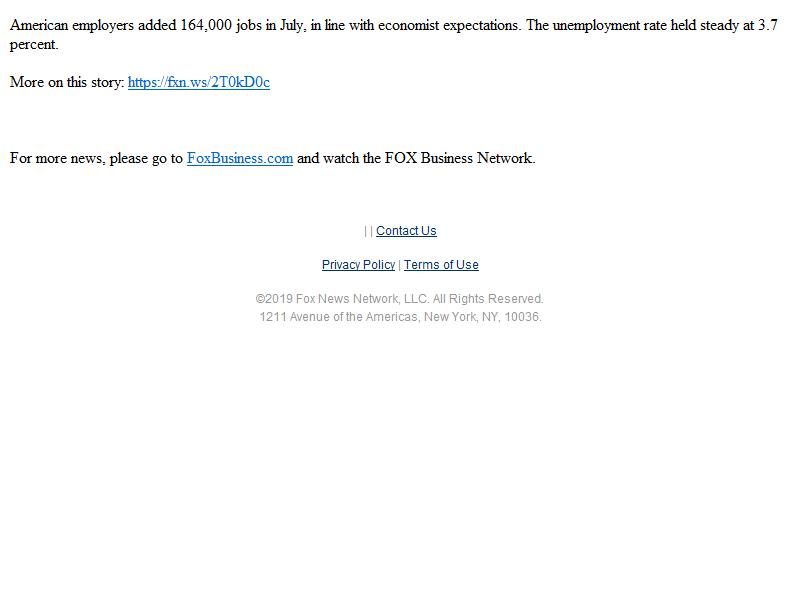 American employers added 164,000 jobs in July, in line with economist expectations. The unemployment rate held steady at 3.7
percent.
More on this story: https://fxn.ws/2T0kD0c
For more news, please go to FoxBusiness.com and watch the FOX Business Network.
| | Contact Us
Privacy Policy | Terms of Use
©2019 Fox News Network, LLC. All Rights Reserved.
1211 Avenue of the Americas, New York, NY, 10036.